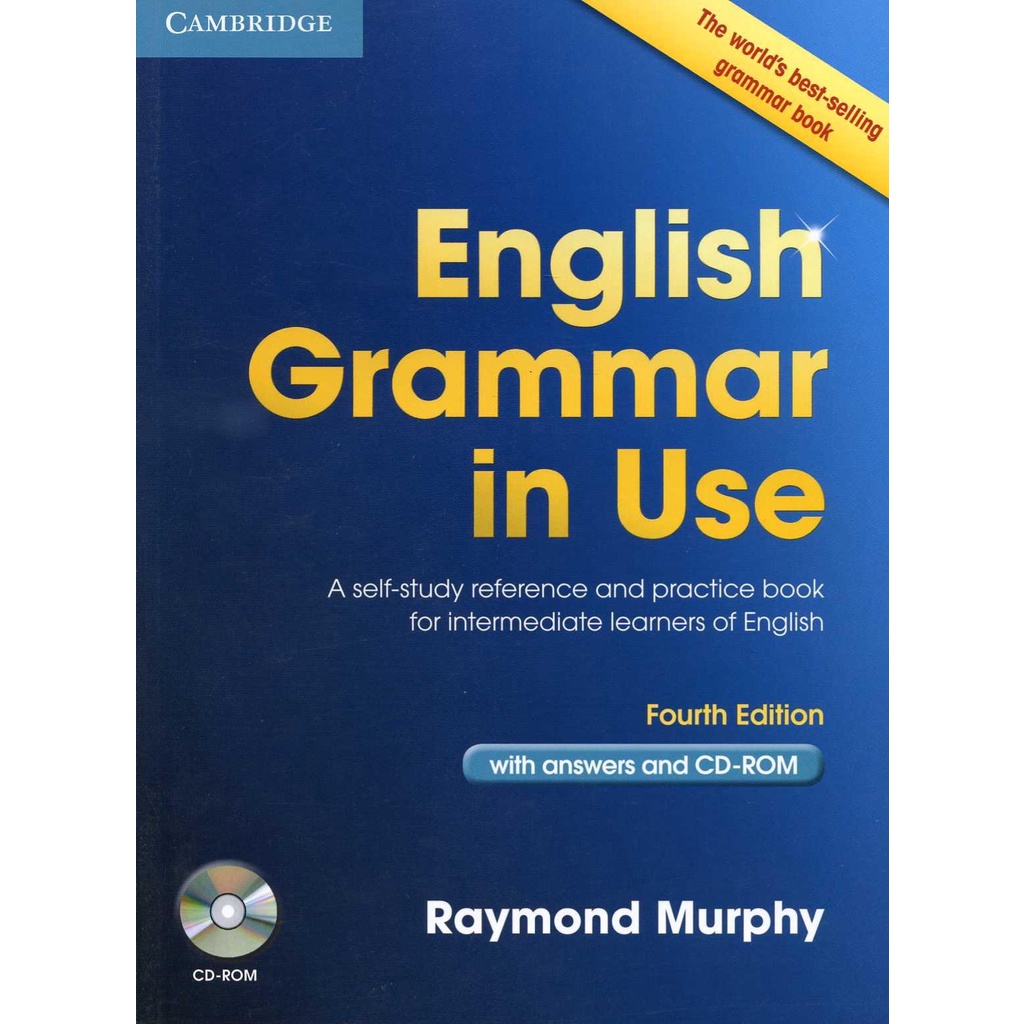 CAMBRIDGE
The world's best-selling
grammar book
English
Grammar
in Use
A self-study reference and practice book
for intermediate learners of English
Fourth Edition
with answers and CD-ROM
Raymond Murphy
CD-ROM